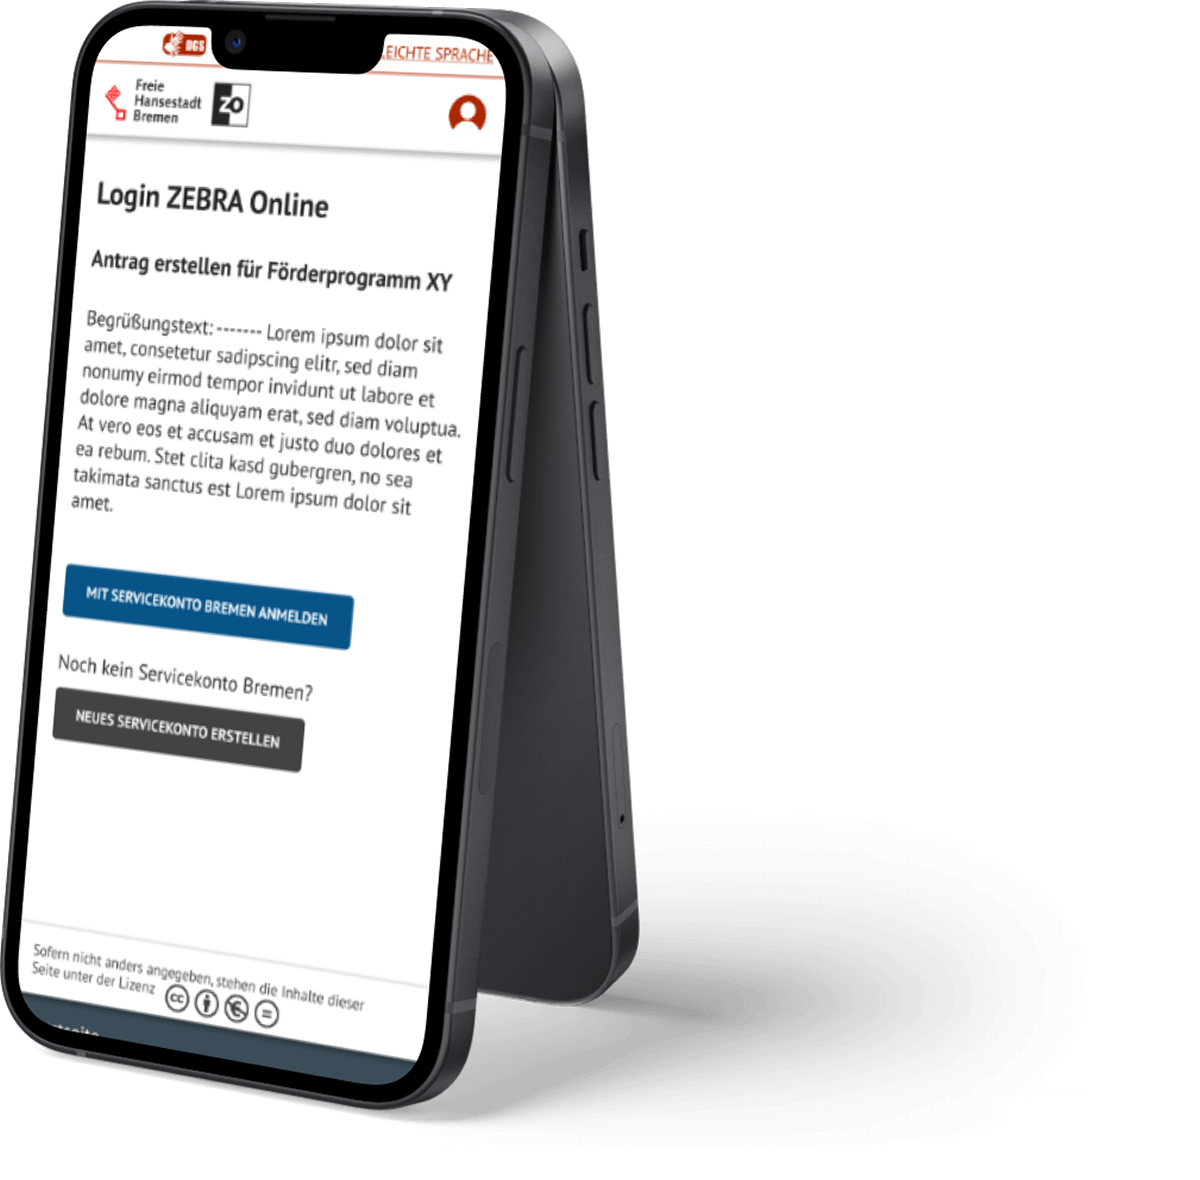 DGS
LEICHTE SPRACHE
Freie
Hansestadt
Bremen
ZO
Login ZEBRA Online
Antrag erstellen für Förderprogramm XY
Begrüßungstext: ------- Lorem ipsum dolor sit
amet, consetetur sadipscing elitr, sed diam
nonumy eirmod tempor invidunt ut labore et
dolore magna aliquyam erat, sed diam voluptua.
At vero eos et accusam et justo duo dolores et
ea rebum. Stet clita kasd gubergren, no sea
takimata sanctus est Lorem ipsum dolor sit
amet.
MIT SERVICEKONTO BREMEN ANMELDEN
Noch kein Servicekonto Bremen?
NEUES SERVICEKONTO ERSTELLEN
Sofern nicht anders angegeben, stehen die Inhalte dieser
Seite unter der Lizenz cc